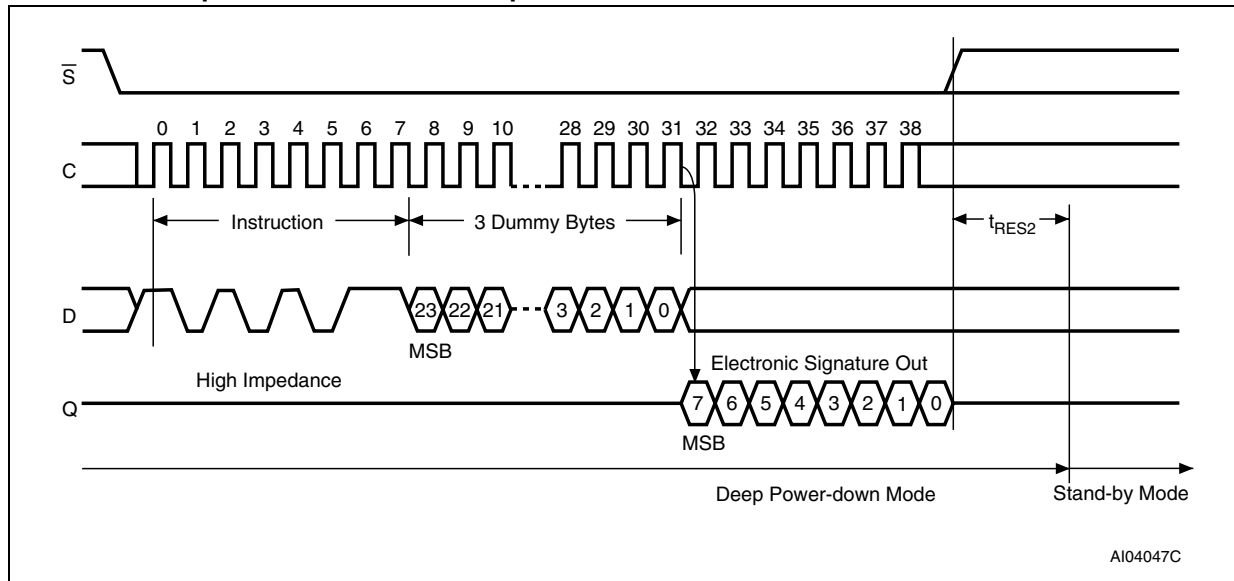 S
0 1 2 3 4 5 6 7 8 9 10 28 29 30 31 32 33 34 35 36 37 38
C
Instruction 3 Dummy Bytes tRES2
D 23 22 21 3 2 1 0
MSB
High Impedance Electronic Signature Out
Q 7 6 5 4 3 2 1 0
MSB
Deep Power-down Mode Stand-by Mode
AI04047C